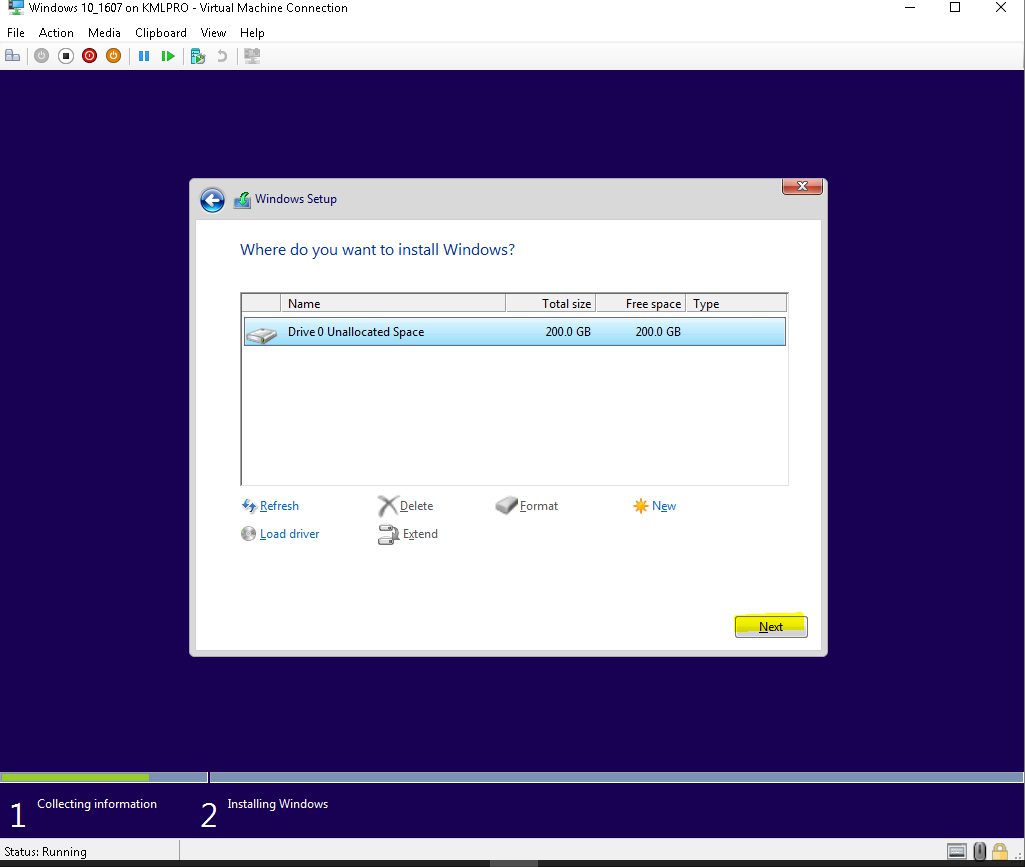 Windows 10_1607 on KMLPRO - Virtual Machine Connection
File Action Media Clipboard View Help
Windows Setup
Where do you want to install Windows?
Name Total size Free space Type
Drive 0 Unallocated Space 200.0 GB 200.0 GB
Refresh Delete Format New
Load driver Extend
Next
1 Collecting information 2 Installing Windows
Status: Running